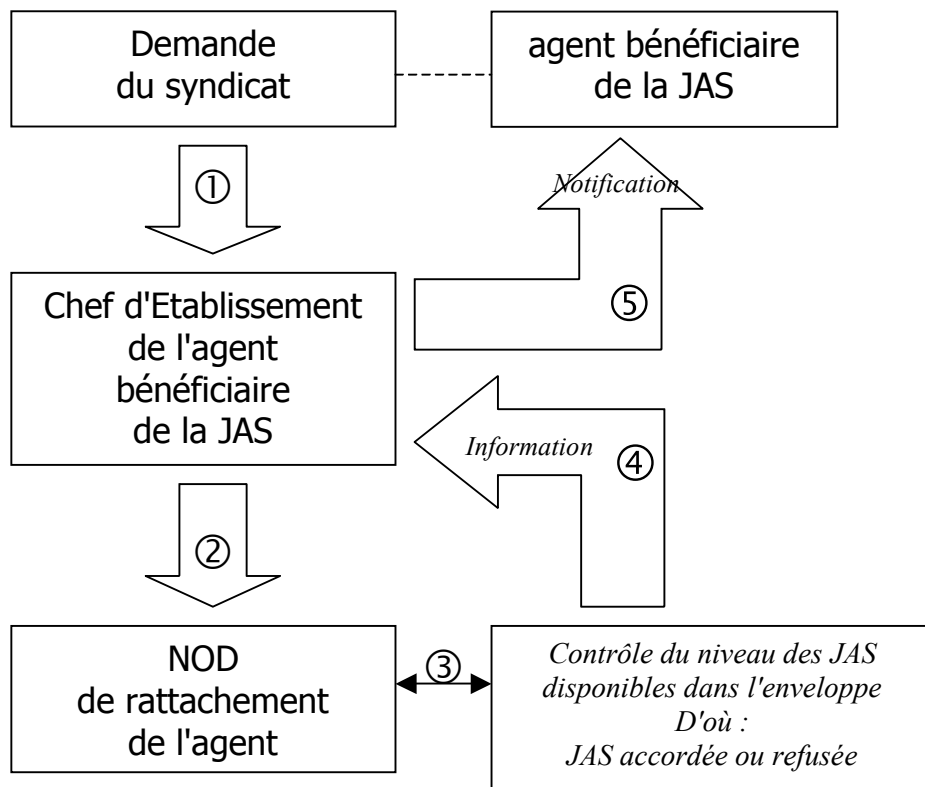 Demande
du syndicat
agent bénéficiaire
de la JAS
①
Notification
Chef d'Etablissement
de l'agent
bénéficiaire
de la JAS
⑤
Information
④
②
NOD
de rattachement
de l'agent
③
Contrôle du niveau des JAS
disponibles dans l'enveloppe
D'où :
JAS accordée ou refusée